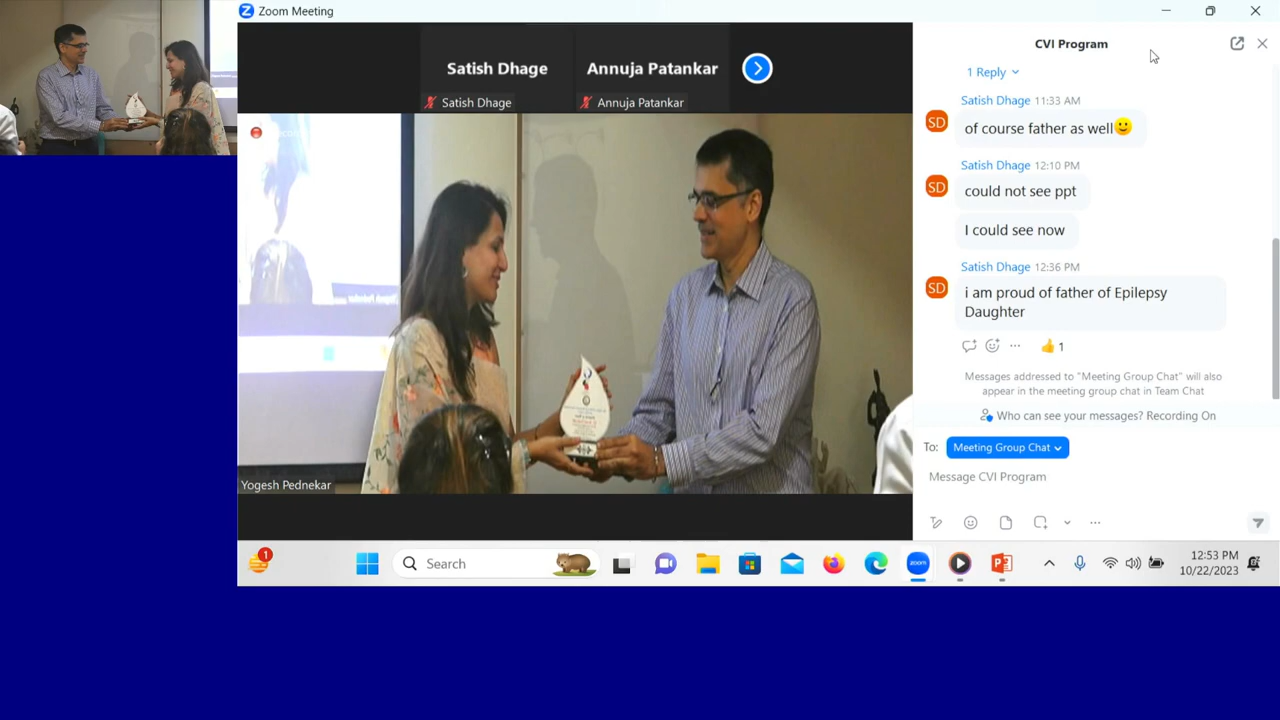 Zoom Meeting
Satish Dhage
Annuja Patankar
Satish Dhage
Annuja Patankar
Yogesh Pednekar
CVI Program
1 Reply
Satish Dhage 11:33 AM
SD
of course father as well🙂
Satish Dhage 12:10 PM
SD
could not see ppt
I could see now
Satish Dhage 12:36 PM
SD
i am proud of father of Epilepsy
Daughter
👍 1
Messages addressed to "Meeting Group Chat" will also
appear in the meeting group chat in Team Chat
Who can see your messages? Recording On
To: Meeting Group Chat
Message CVI Program
1
Search
zoom
12:53 PM
10/22/2023